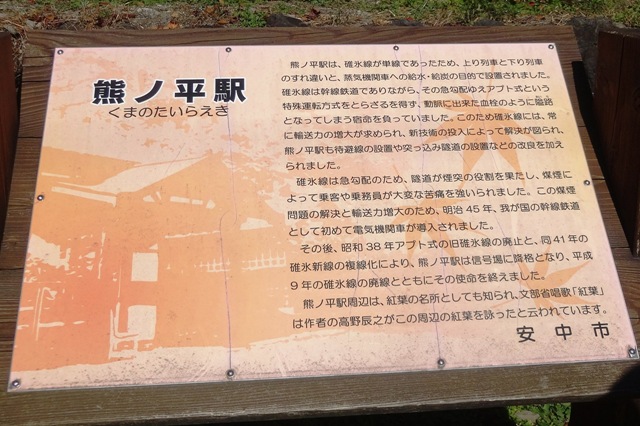 熊ノ平駅
くまのたいらえき
熊ノ平駅は、碓氷線が単線であったため、上り列車と下り列車
のすれ違いと、蒸気機関車への給水・給炭の目的で設置されました。
碓氷線は幹線鉄道でありながら、その急勾配ゆえアプト式という
特殊運転方式をとらざるを得ず、動脈に出来た血栓のように隘路
となってしまう宿命を負っていました。このため碓氷線には、常
に輸送力の増大が求められ、新技術の投入によって解決が図られ、
熊ノ平駅も待避線の設置や突っ込み隧道の設置などの改良を加え
られました。
碓氷線は急勾配のため、隧道が煙突の役割を果たし、煤煙に
よって乗客や乗務員が大変な苦痛を強いられました。この煤煙
問題の解決と輸送力増大のため、明治45年、我が国の幹線鉄道
として初めて電気機関車が導入されました。
その後、昭和38年アプト式の旧碓氷線の廃止と、同41年の
碓氷新線の複線化により、熊ノ平駅は信号場に降格となり、平成
9年の碓氷線の廃線とともにその使命を終えました。
熊ノ平駅周辺は、紅葉の名所としても知られ、文部省唱歌「紅葉」
は作者の高野辰之がこの周辺の紅葉を詠ったと云われています。
安中市